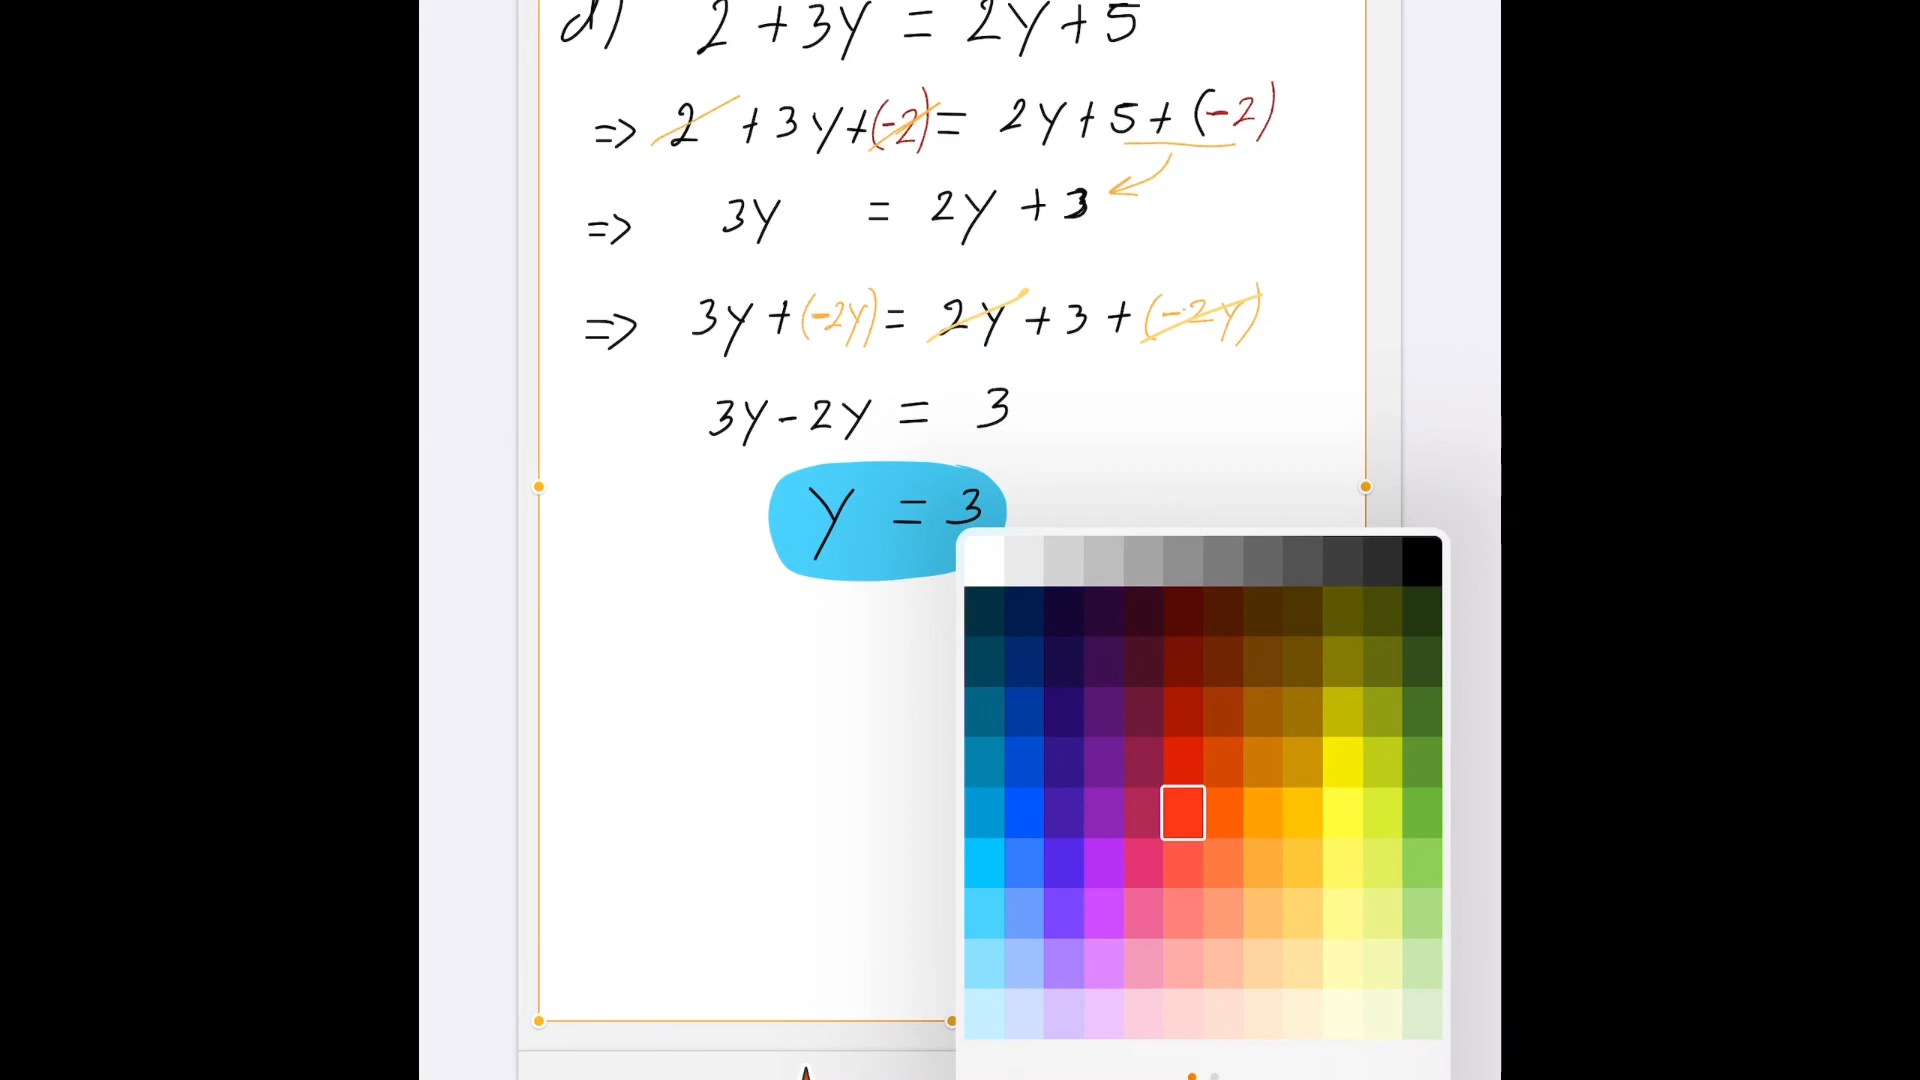 d) 2 + 3y = 2y + 5
=> 2 + 3y + (-2) = 2y + 5 + (-2)
=> 3y = 2y + 3
=> 3y + (-2y) = 2y + 3 + (-2y)
3y - 2y = 3
y = 3